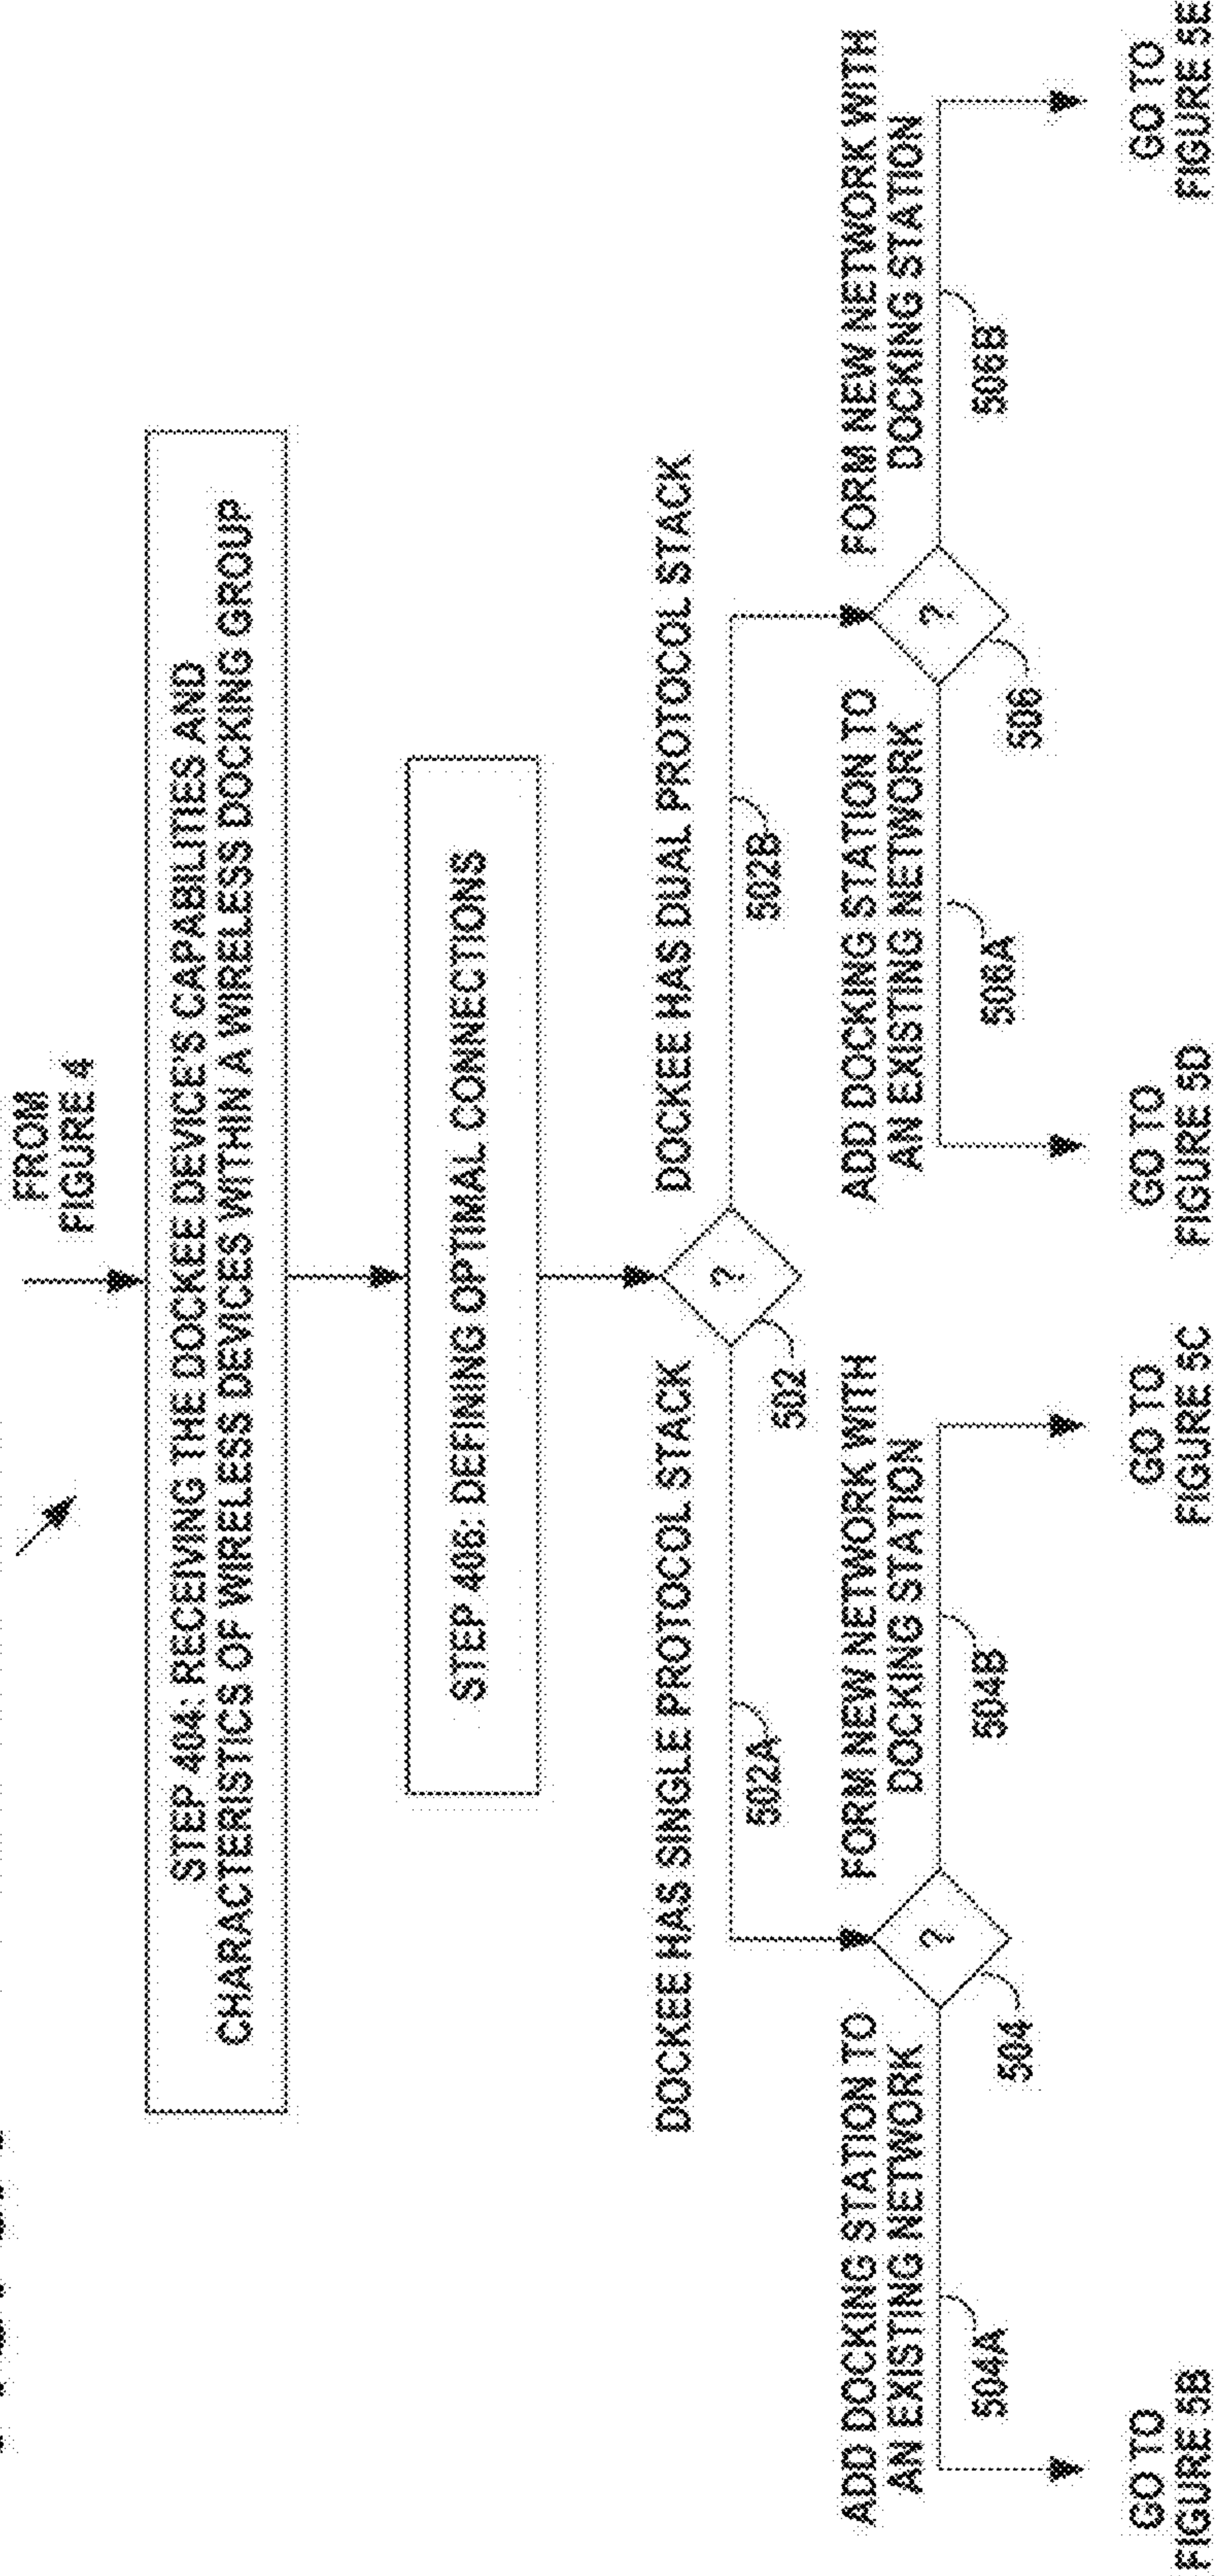 FROM
FIGURE 4
STEP 404: RECEIVING THE DOCKEE DEVICE'S CAPABILITIES AND
CHARACTERISTICS OF WIRELESS DEVICES WITHIN A WIRELESS DOCKING GROUP
STEP 406: DEFINING OPTIMAL CONNECTIONS
DOCKEE HAS SINGLE PROTOCOL STACK
?
DOCKEE HAS DUAL PROTOCOL STACK
502A
502
502B
ADD DOCKING STATION TO
AN EXISTING NETWORK
?
FORM NEW NETWORK WITH
DOCKING STATION
ADD DOCKING STATION TO
AN EXISTING NETWORK
?
FORM NEW NETWORK WITH
DOCKING STATION
504A
504
504B
506A
506
506B
GO TO
FIGURE 5B
GO TO
FIGURE 5C
GO TO
FIGURE 5D
GO TO
FIGURE 5E